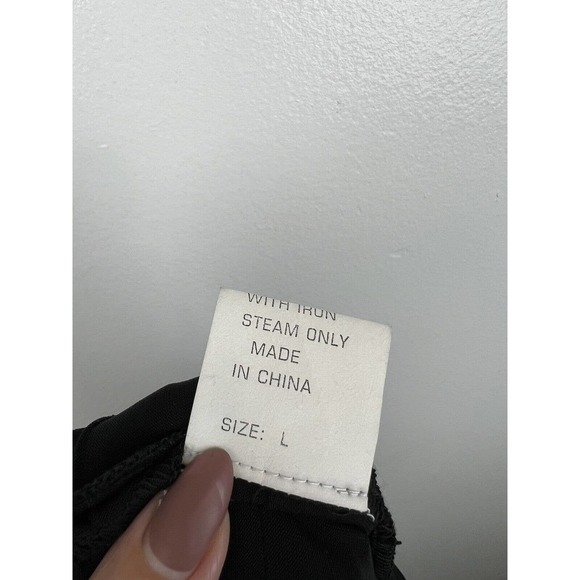 WITH IRON
STEAM ONLY
MADE
IN CHINA
SIZE: L